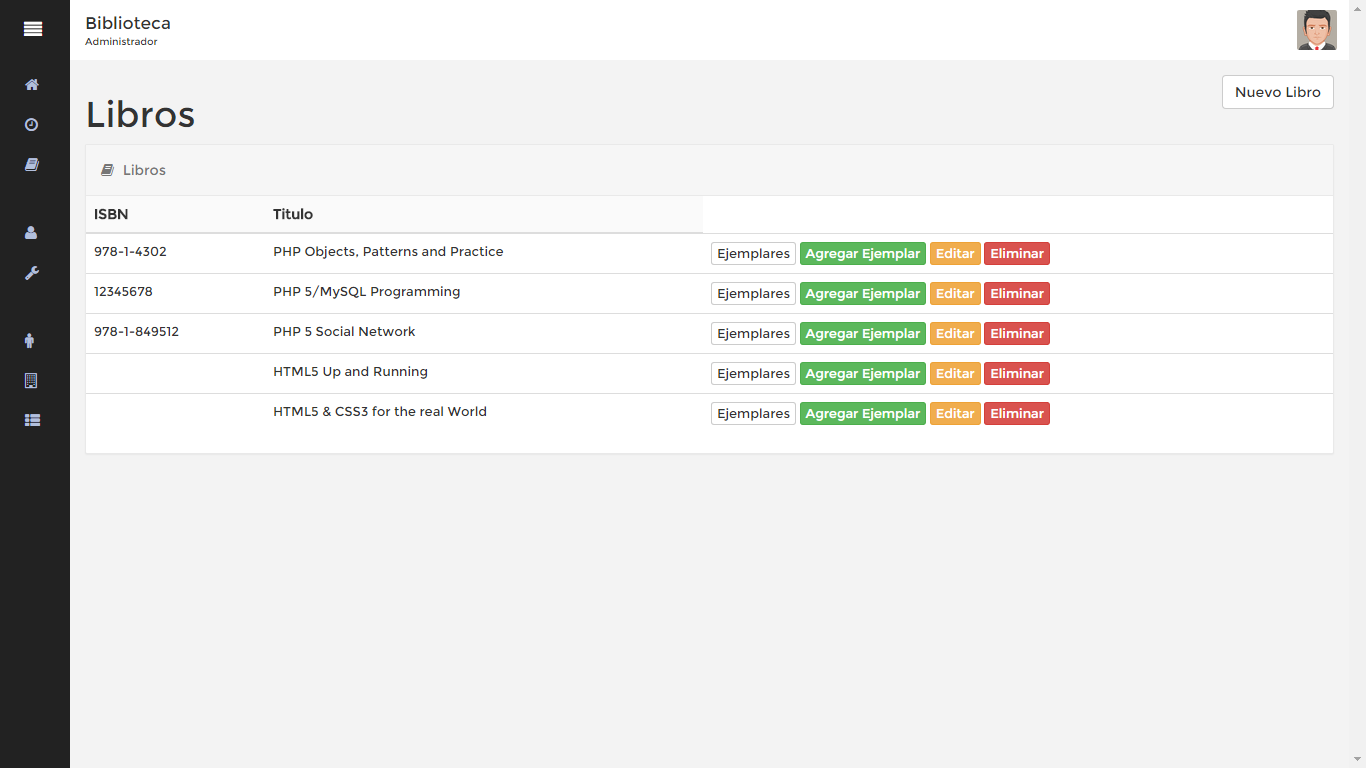 Biblioteca
Administrador
Nuevo Libro
Libros
Libros
ISBN Titulo
978-1-4302 PHP Objects, Patterns and Practice Ejemplares Agregar Ejemplar Editar Eliminar
12345678 PHP 5/MySQL Programming Ejemplares Agregar Ejemplar Editar Eliminar
978-1-849512 PHP 5 Social Network Ejemplares Agregar Ejemplar Editar Eliminar
HTML5 Up and Running Ejemplares Agregar Ejemplar Editar Eliminar
HTML5 & CSS3 for the real World Ejemplares Agregar Ejemplar Editar Eliminar